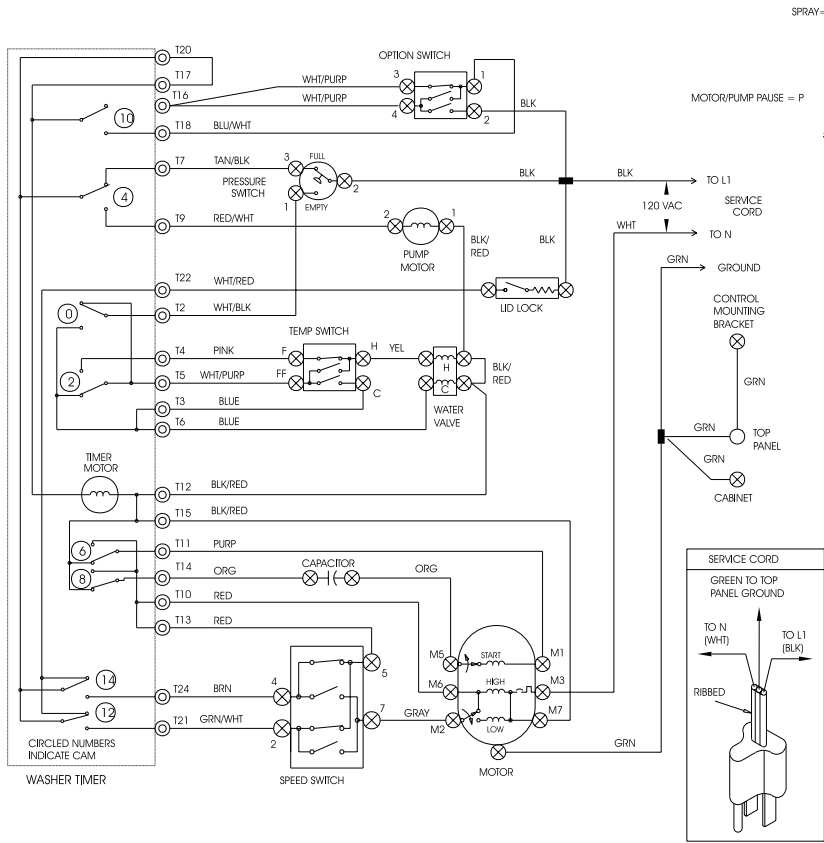 SPRAY=
T20
OPTION SWITCH
T17
3
1
WHT/PURP
T16
WHT/PURP
4
2
BLK
MOTOR/PUMP PAUSE = P
10
T18
BLU/WHT
T7
TAN/BLK
3
FULL
BLK
BLK
TO L1
PRESSURE
SWITCH
2
4
1
EMPTY
120 VAC
SERVICE
CORD
T9
RED/WHT
2
1
WHT
TO N
BLK/
RED
BLK
PUMP
MOTOR
GRN
GROUND
T22
WHT/RED
LID LOCK
CONTROL
MOUNTING
BRACKET
0
T2
WHT/BLK
TEMP SWITCH
T4
PINK
F
H
YEL
H
BLK/
RED
2
T5
WHT/PURP
FF
C
C
GRN
T3
BLUE
WATER
VALVE
T6
BLUE
GRN
TOP
PANEL
TIMER
MOTOR
GRN
T12
BLK/RED
CABINET
T15
BLK/RED
6
T11
PURP
SERVICE CORD
8
T14
ORG
CAPACITOR
ORG
GREEN TO TOP
PANEL GROUND
T10
RED
T13
RED
TO N
(WHT)
TO L1
(BLK)
M5
START
M1
5
14
M6
HIGH
M3
T24
BRN
4
RIBBED
12
T21
GRN/WHT
7
GRAY
M2
LOW
M7
2
GRN
CIRCLED NUMBERS
INDICATE CAM
MOTOR
WASHER TIMER
SPEED SWITCH